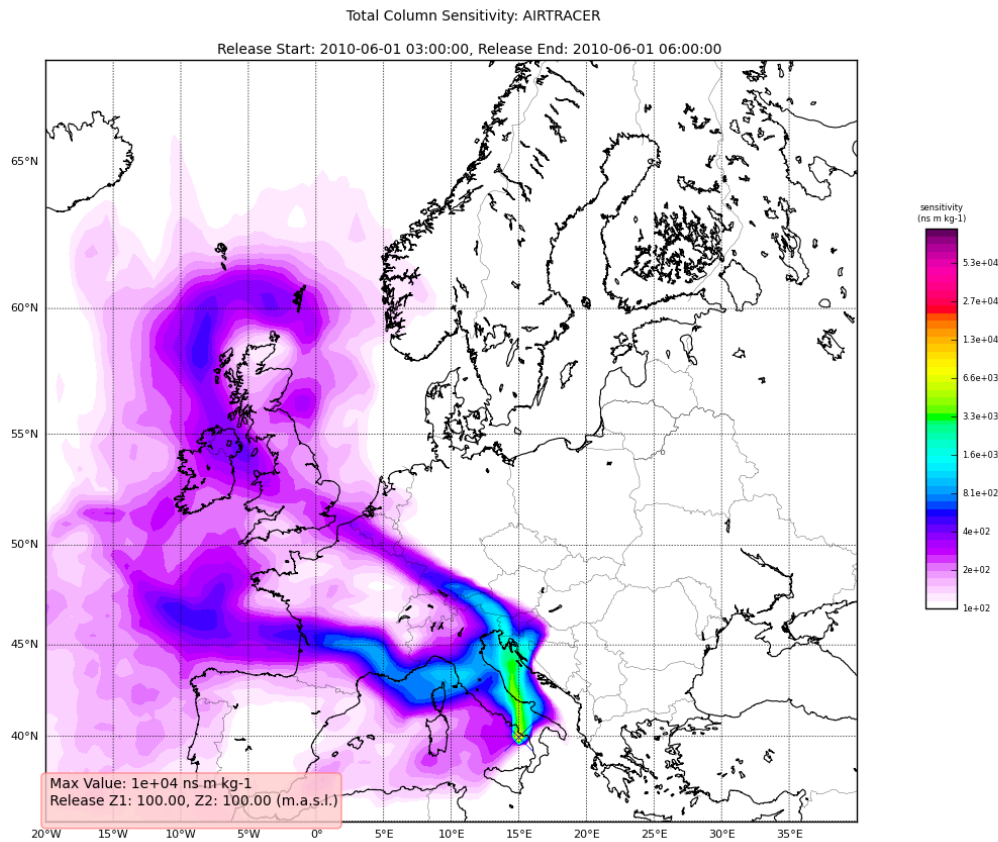 Total Column Sensitivity: AIRTRACER
Release Start: 2010-06-01 03:00:00, Release End: 2010-06-01 06:00:00
65°N
60°N
55°N
50°N
45°N
40°N
Max Value: 1e+04 ns m kg-1
Release Z1: 100.00, Z2: 100.00 (m.a.s.l.)
20°W
15°W
10°W
5°W
0°
5°E
10°E
15°E
20°E
25°E
30°E
35°E
sensitivity
(ns m kg-1)
5.3e+04
2.7e+04
1.3e+04
6.6e+03
3.3e+03
1.6e+03
8.1e+02
4e+02
2e+02
1e+02